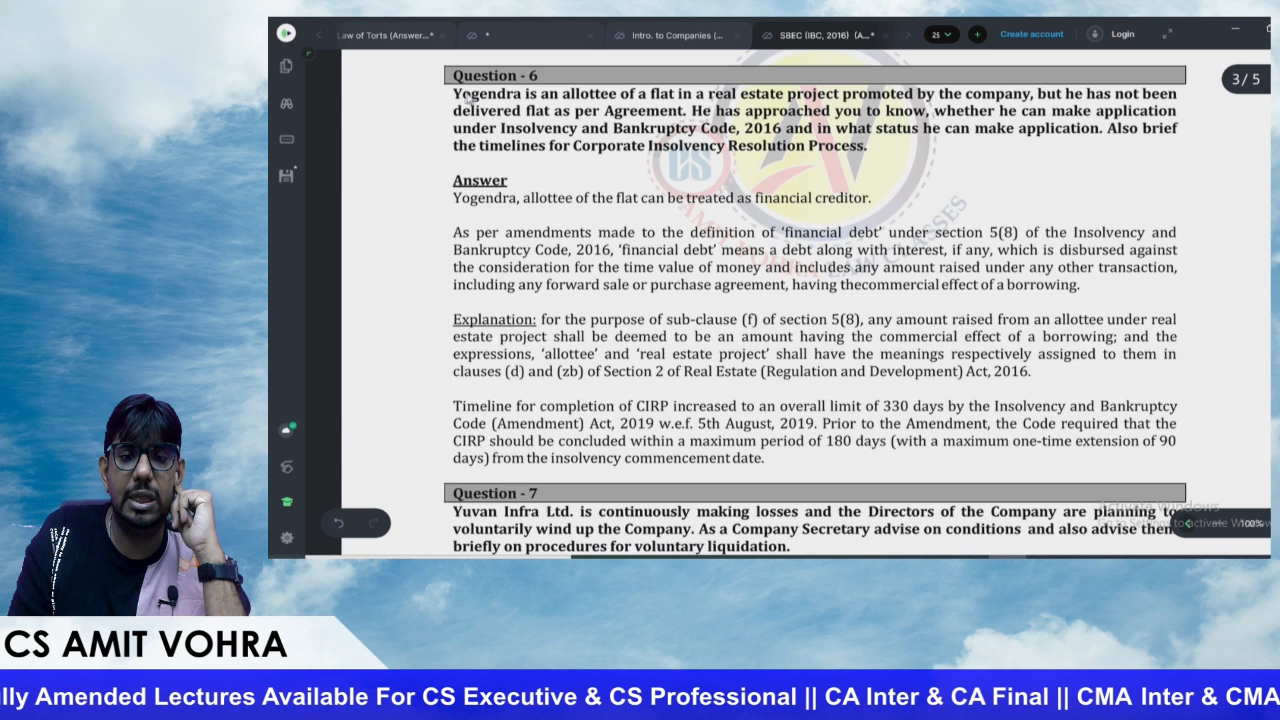 Law of Torts (Answer...*
*
Intro. to Companies (...
SBEC (IBC, 2016) (A...*
25
Create account
Login
3 / 5
Question - 6
Yogendra is an allottee of a flat in a real estate project promoted by the company, but he has not been
delivered flat as per Agreement. He has approached you to know, whether he can make application
under Insolvency and Bankruptcy Code, 2016 and in what status he can make application. Also brief
the timelines for Corporate Insolvency Resolution Process.
Answer
Yogendra, allottee of the flat can be treated as financial creditor.
As per amendments made to the definition of ‘financial debt’ under section 5(8) of the Insolvency and
Bankruptcy Code, 2016, ‘financial debt’ means a debt along with interest, if any, which is disbursed against
the consideration for the time value of money and includes any amount raised under any other transaction,
including any forward sale or purchase agreement, having thecommercial effect of a borrowing.
Explanation: for the purpose of sub-clause (f) of section 5(8), any amount raised from an allottee under real
estate project shall be deemed to be an amount having the commercial effect of a borrowing; and the
expressions, ‘allottee’ and ‘real estate project’ shall have the meanings respectively assigned to them in
clauses (d) and (zb) of Section 2 of Real Estate (Regulation and Development) Act, 2016.
Timeline for completion of CIRP increased to an overall limit of 330 days by the Insolvency and Bankruptcy
Code (Amendment) Act, 2019 w.e.f. 5th August, 2019. Prior to the Amendment, the Code required that the
CIRP should be concluded within a maximum period of 180 days (with a maximum one-time extension of 90
days) from the insolvency commencement date.
Question - 7
Yuvan Infra Ltd. is continuously making losses and the Directors of the Company are planning to
voluntarily wind up the Company. As a Company Secretary advise on conditions and also advise them
briefly on procedures for voluntary liquidation.
CS
AMIT VOHRA LAW CLASSES
Activate Windows
Go to Settings to activate
100%
CS AMIT VOHRA
lly Amended Lectures Available For CS Executive & CS Professional || CA Inter & CA Final || CMA Inter & CMA